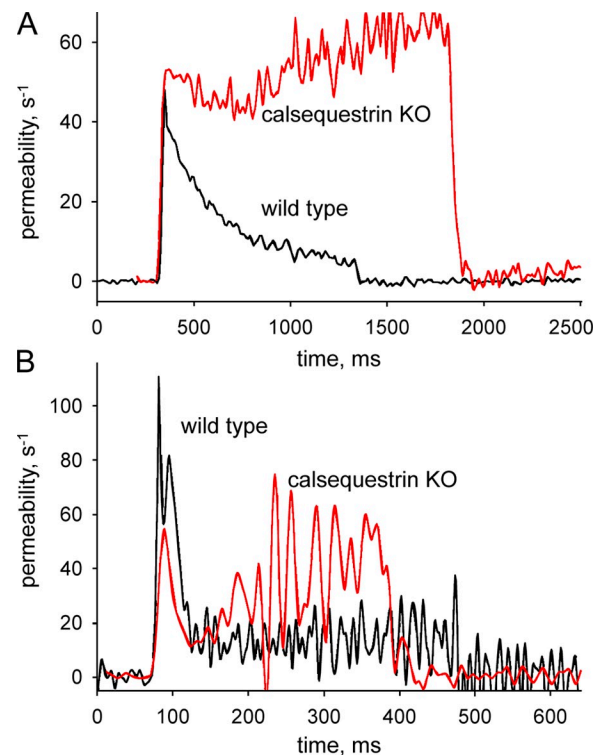 A
permeability, s⁻¹
60
40
20
0
calsequestrin KO
wild type
0 500 1000 1500 2000 2500
time, ms
B
permeability, s⁻¹
100
80
60
40
20
0
wild type
calsequestrin KO
0 100 200 300 400 500 600
time, ms